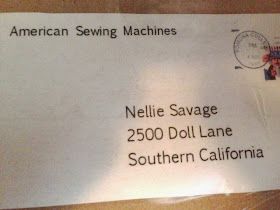 American Sewing Machines
Nellie Savage
2500 Doll Lane
Southern California